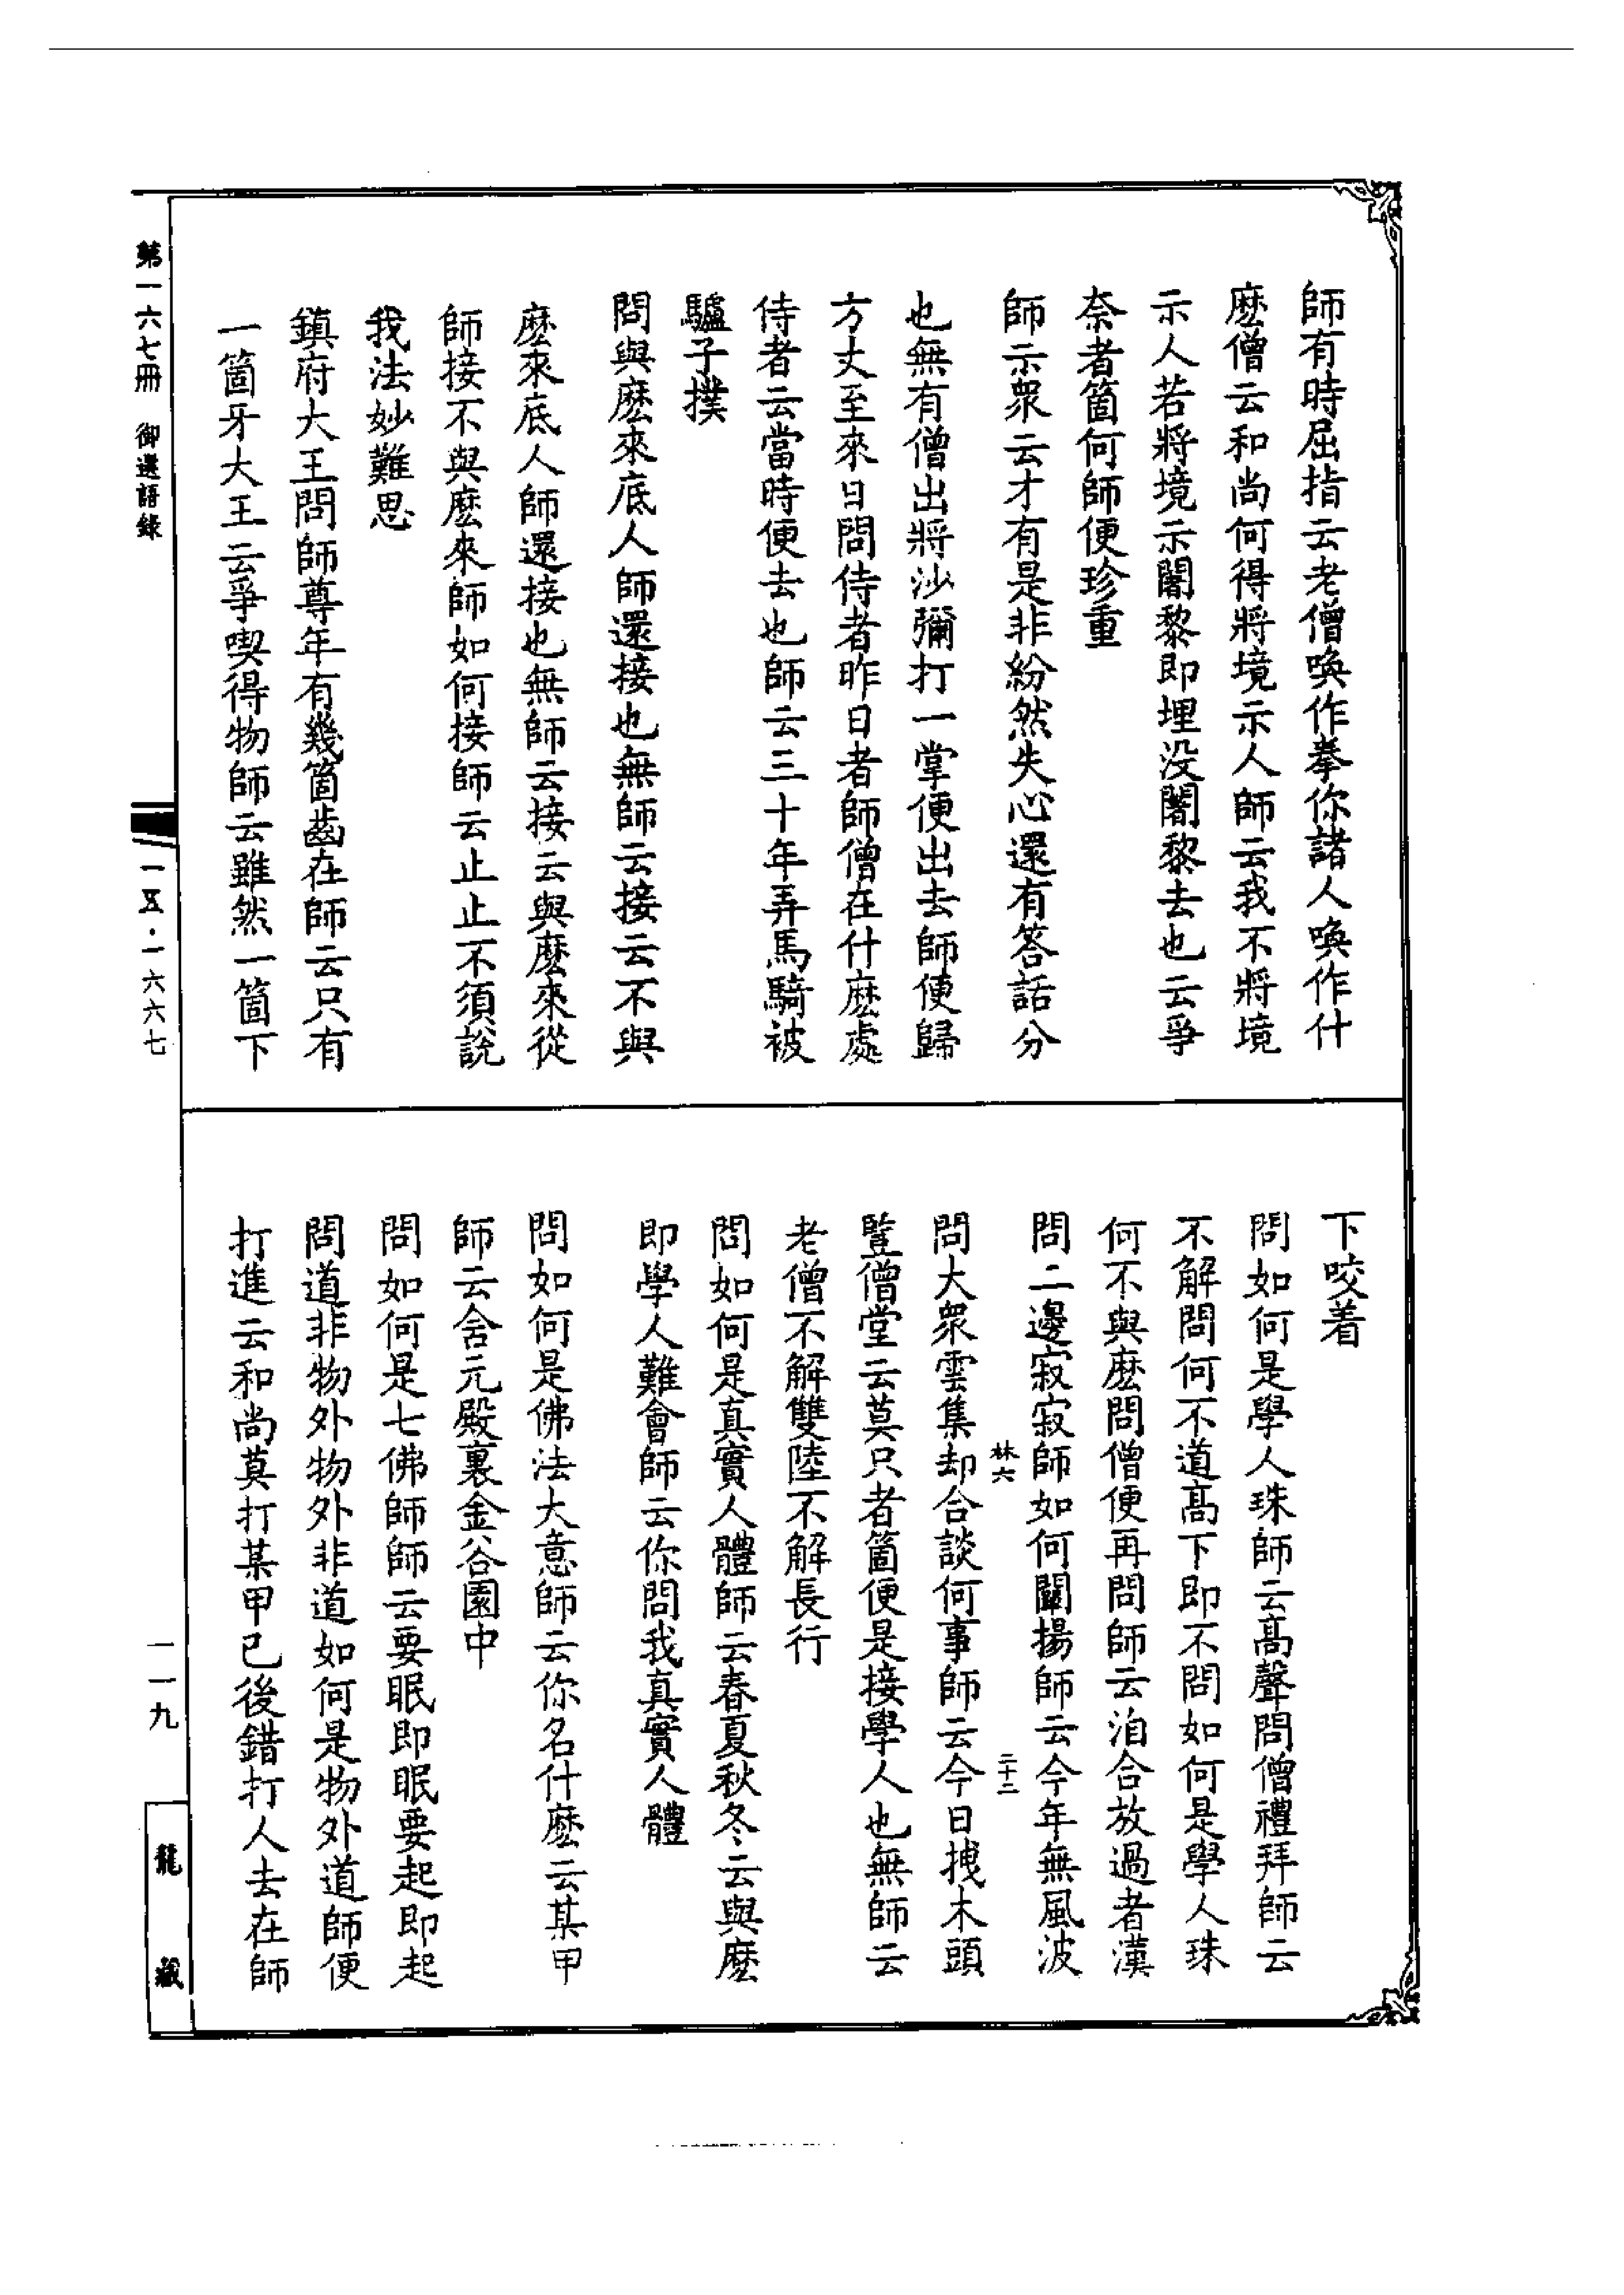 師有時屈指云老僧喚作拳你諸人喚作什
麽僧云和尚何得將境示人師云我不將境
示人若將境示闍黎即埋没闍黎去也云爭
奈者箇何師便珍重
師示衆云才有是非紛然失心還有答話分
也無有僧出將沙彌打一掌便出去師便歸
方丈至來日問侍者昨日者師僧在什麽處
侍者云當時便去也師云三十年弄馬騎被
驢子撲
問與麽來底人師還接也無師云接云不與
麽來底人師還接也無師云接云與麽來從
師接不與麽來師如何接師云止止不須說
我法妙難思
鎮府大王問師尊年有幾箇齒在師云只有
一箇牙大王云爭喫得物師云雖然一箇下
下咬着
問如何是學人珠師云高聲問僧禮拜師云
不解問何不道高下即不問如何是學人珠
何不與麽問僧便再問師云洎合放過者漢
問二邊寂寂師如何闡揚師云今年無風波
林六
二十二
問大衆雲集却合談何事師云今日拽木頭
豎僧堂云莫只者箇便是接學人也無師云
老僧不解雙陸不解長行
問如何是真實人體師云春夏秋冬云與麽
即學人難會師云你問我真實人體
問如何是佛法大意師云你名什麽云某甲
師云含元殿裏金谷園中
問如何是七佛師師云要眠即眠要起即起
問道非物外物外非道如何是物外道師便
打進云和尚莫打某甲已後錯打人去在師
第一六七册 御選語錄
一五·一六六七
一一九
龍藏